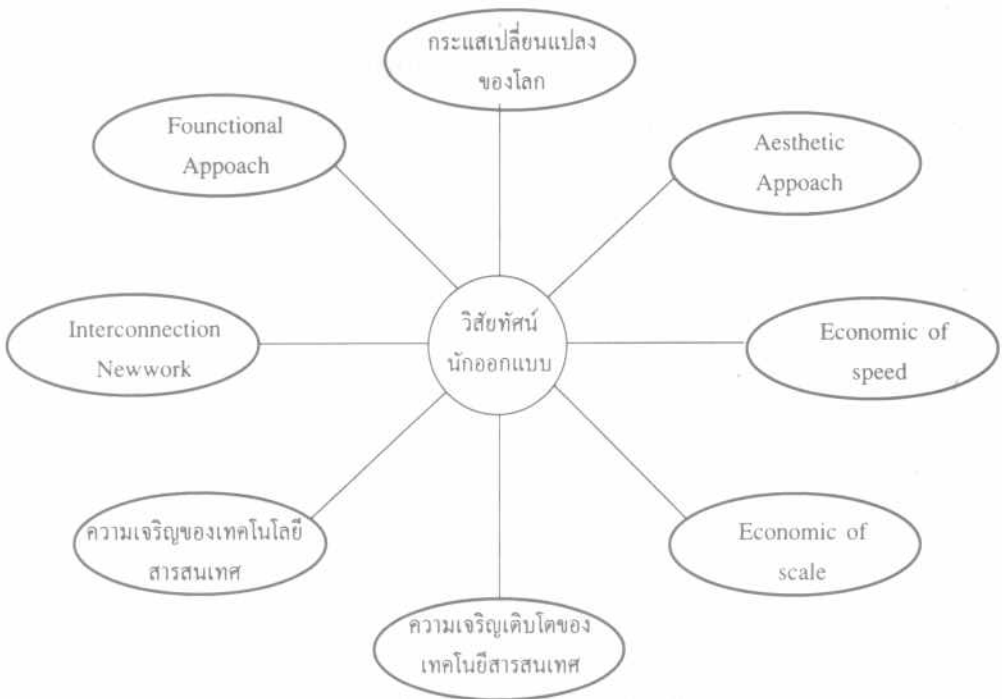 กระแสเปลี่ยนแปลง
ของโลก
Founctional
Appoach
Aesthetic
Appoach
วิสัยทัศน์
นักออกแบบ
Interconnection
Newwork
Economic of
speed
ความเจริญของเทคโนโลยี
สารสนเทศ
Economic of
scale
ความเจริญเติบโตของ
เทคโนยีสารสนเทศ